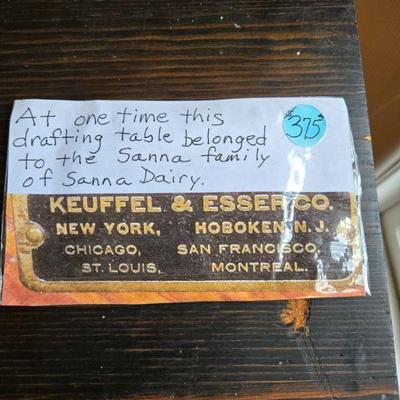 At one time this
drafting table belonged
to the Sanna family
of Sanna Dairy.
$375
KEUFFEL & ESSER CO.
NEW YORK, HOBOKEN, N. J.
CHICAGO, SAN FRANCISCO,
ST. LOUIS, MONTREAL.